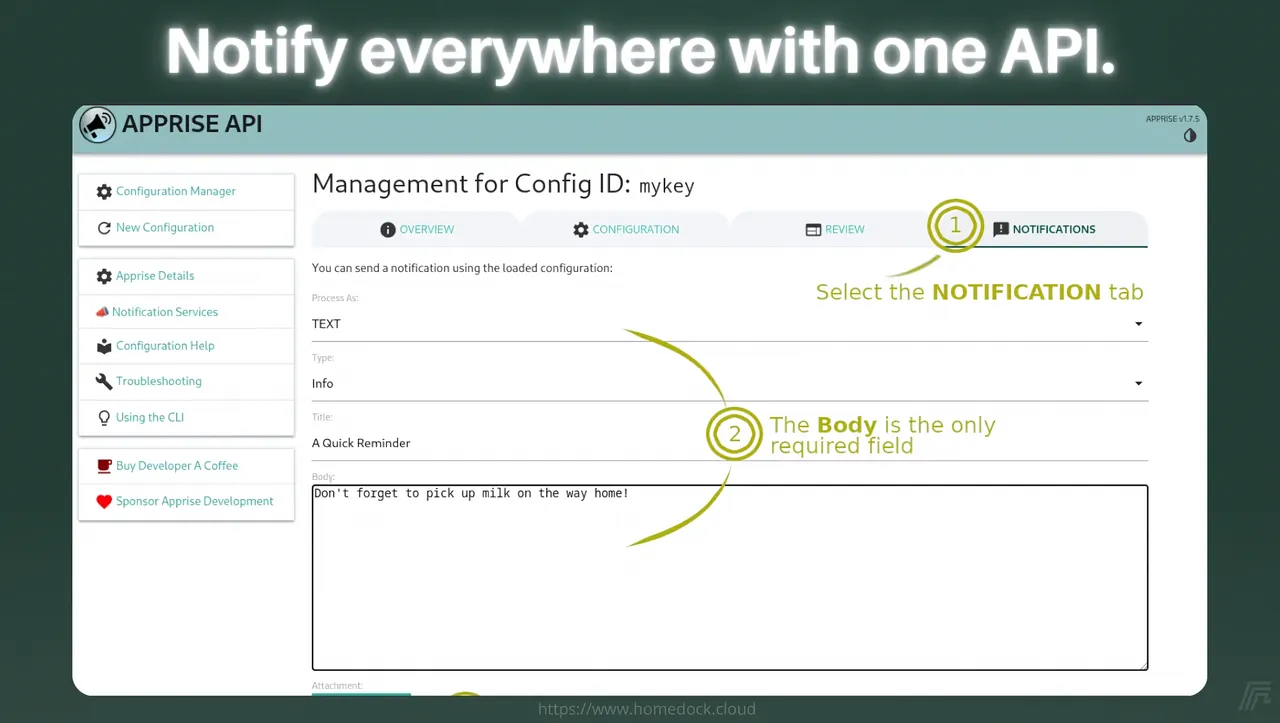 Notify everywhere with one API.
APPRISE API
APPRISE v1.7.5
Configuration Manager
New Configuration
Apprise Details
Notification Services
Configuration Help
Troubleshooting
Using the CLI
Buy Developer A Coffee
Sponsor Apprise Development
Management for Config ID: mykey
OVERVIEW
CONFIGURATION
REVIEW
1
NOTIFICATIONS
Select the NOTIFICATION tab
You can send a notification using the loaded configuration:
Process As:
TEXT
Type:
Info
Title:
A Quick Reminder
2
The Body is the only
required field
Body:
Don't forget to pick up milk on the way home!
Attachment:
https://www.homedock.cloud